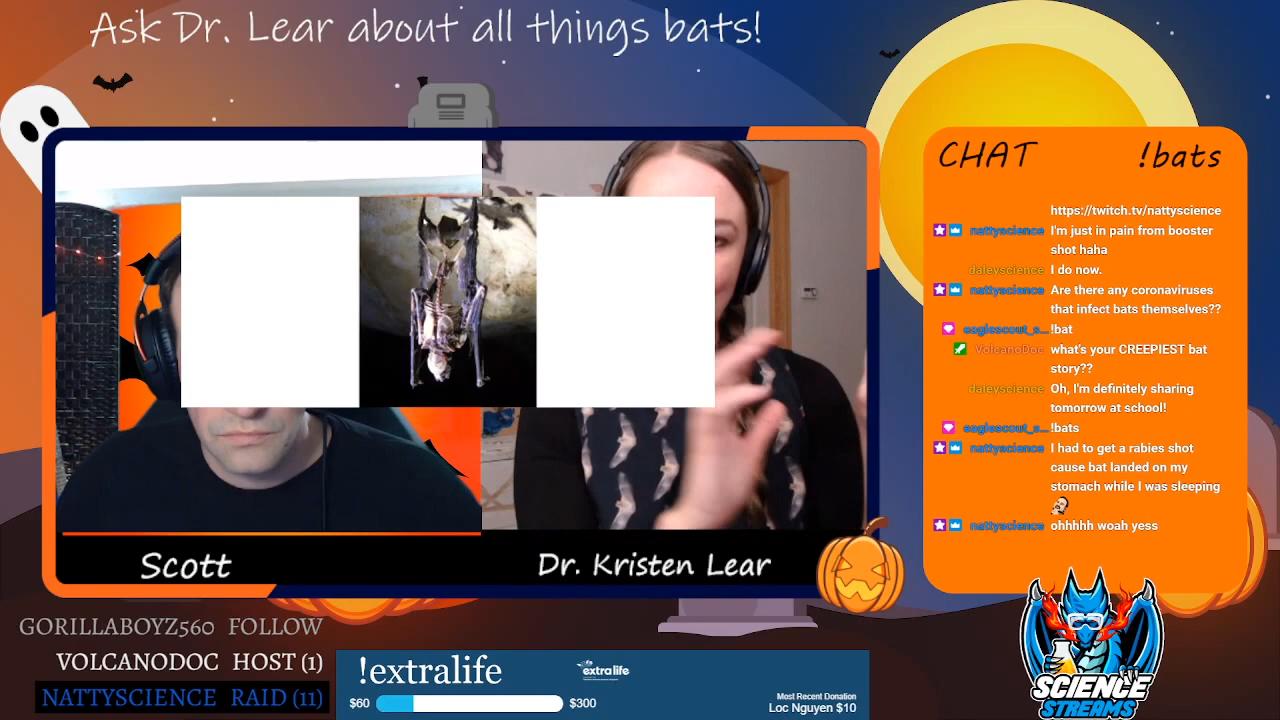 Ask Dr. Lear about all things bats!
CHAT !bats
https://twitch.tv/nattyscience
nattyscience I'm just in pain from booster
shot haha
daleyscience I do now.
nattyscience Are there any coronaviruses
that infect bats themselves??
eaglescout_s... !bat
VolcanoDoc what's your CREEPIEST bat
story??
daleyscience Oh, I'm definitely sharing
tomorrow at school!
eaglescout_s... !bats
nattyscience I had to get a rabies shot
cause bat landed on my
stomach while I was sleeping
nattyscience ohhhhh woah yess
Scott
Dr. Kristen Lear
GORILLABOYZ560 FOLLOW
VOLCANODOC HOST (1)
NATTYSCIENCE RAID (11)
!extralife
extra life
$60 $300
Most Recent Donation
Loc Nguyen $10
SCIENCE
STREAMS